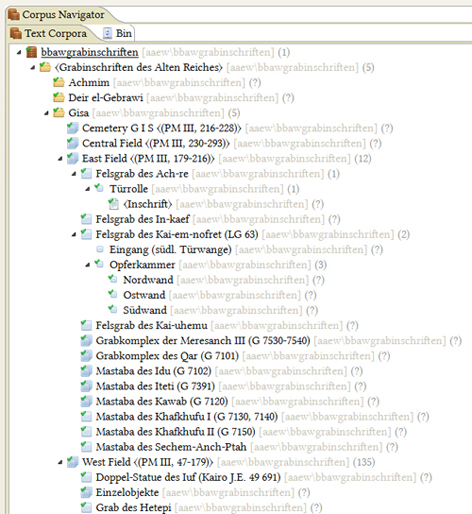 Corpus Navigator
Text Corpora Bin
bbawgrabinschriften [aaew\bbawgrabinschriften] (1)
⟨Grabinschriften des Alten Reiches⟩ [aaew\bbawgrabinschriften] (5)
Achmim [aaew\bbawgrabinschriften] (?)
Deir el-Gebrawi [aaew\bbawgrabinschriften] (?)
Gisa [aaew\bbawgrabinschriften] (5)
Cemetery G I S ⟨(PM III, 216-228)⟩ [aaew\bbawgrabinschriften] (?)
Central Field ⟨(PM III, 230-293)⟩ [aaew\bbawgrabinschriften] (?)
East Field ⟨(PM III, 179-216)⟩ [aaew\bbawgrabinschriften] (12)
Felsgrab des Ach-re [aaew\bbawgrabinschriften] (1)
Türrolle [aaew\bbawgrabinschriften] (1)
⟨Inschrift⟩ [aaew\bbawgrabinschriften] (?)
Felsgrab des In-kaef [aaew\bbawgrabinschriften] (?)
Felsgrab des Kai-em-nofret (LG 63) [aaew\bbawgrabinschriften] (2)
Eingang (südl. Türwange) [aaew\bbawgrabinschriften] (?)
Opferkammer [aaew\bbawgrabinschriften] (3)
Nordwand [aaew\bbawgrabinschriften] (?)
Ostwand [aaew\bbawgrabinschriften] (?)
Südwand [aaew\bbawgrabinschriften] (?)
Felsgrab des Kai-uhemu [aaew\bbawgrabinschriften] (?)
Grabkomplex der Meresanch III (G 7530-7540) [aaew\bbawgrabinschriften] (?)
Grabkomplex des Qar (G 7101) [aaew\bbawgrabinschriften] (?)
Mastaba des Idu (G 7102) [aaew\bbawgrabinschriften] (?)
Mastaba des Iteti (G 7391) [aaew\bbawgrabinschriften] (?)
Mastaba des Kawab (G 7120) [aaew\bbawgrabinschriften] (?)
Mastaba des Khafkhufu I (G 7130, 7140) [aaew\bbawgrabinschriften] (?)
Mastaba des Khafkhufu II (G 7150) [aaew\bbawgrabinschriften] (?)
Mastaba des Sechem-Anch-Ptah [aaew\bbawgrabinschriften] (?)
West Field ⟨(PM III, 47-179)⟩ [aaew\bbawgrabinschriften] (135)
Doppel-Statue des Iuf (Kairo J.E. 49 691) [aaew\bbawgrabinschriften] (?)
Einzelobjekte [aaew\bbawgrabinschriften] (?)
Grab des Hetepi [aaew\bbawgrabinschriften] (?)